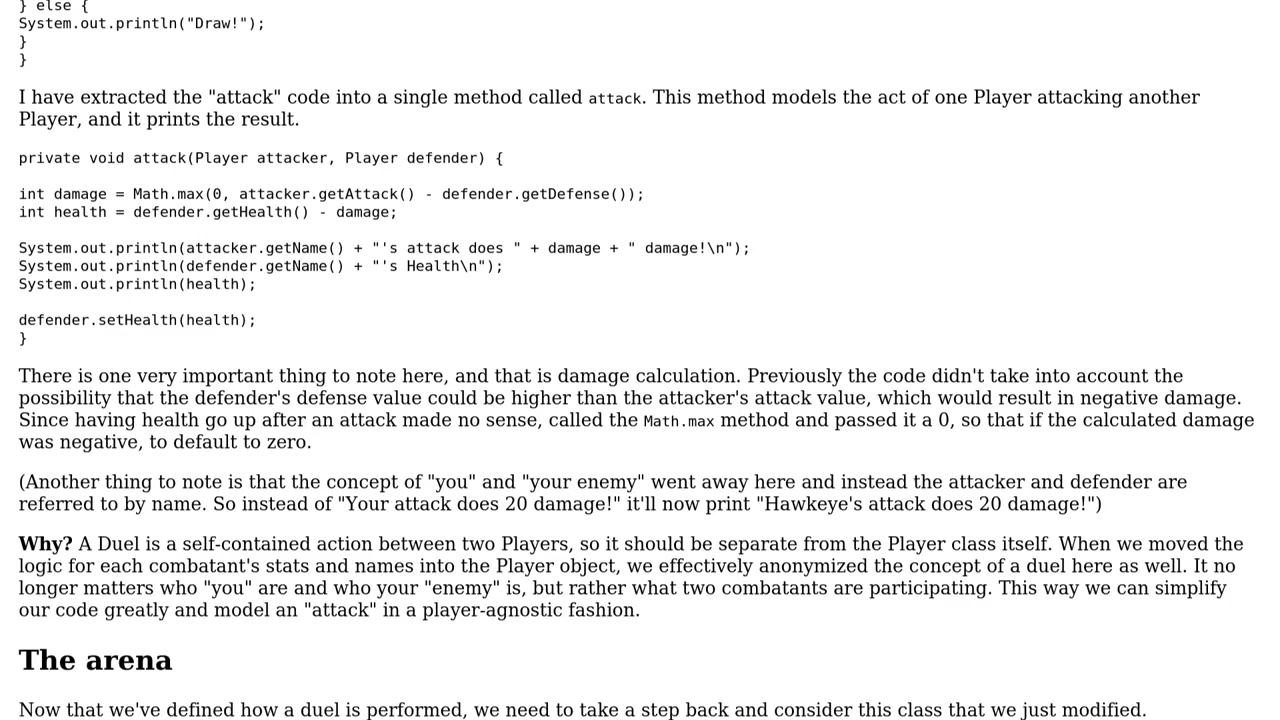 } else {
System.out.println("Draw!");
}
}
I have extracted the "attack" code into a single method called attack. This method models the act of one Player attacking another
Player, and it prints the result.
private void attack(Player attacker, Player defender) {
int damage = Math.max(0, attacker.getAttack() - defender.getDefense());
int health = defender.getHealth() - damage;
System.out.println(attacker.getName() + "'s attack does " + damage + " damage!\n");
System.out.println(defender.getName() + "'s Health\n");
System.out.println(health);
defender.setHealth(health);
}
There is one very important thing to note here, and that is damage calculation. Previously the code didn't take into account the
possibility that the defender's defense value could be higher than the attacker's attack value, which would result in negative damage.
Since having health go up after an attack made no sense, called the Math.max method and passed it a 0, so that if the calculated damage
was negative, to default to zero.
(Another thing to note is that the concept of "you" and "your enemy" went away here and instead the attacker and defender are
referred to by name. So instead of "Your attack does 20 damage!" it'll now print "Hawkeye's attack does 20 damage!")
Why? A Duel is a self-contained action between two Players, so it should be separate from the Player class itself. When we moved the
logic for each combatant's stats and names into the Player object, we effectively anonymized the concept of a duel here as well. It no
longer matters who "you" are and who your "enemy" is, but rather what two combatants are participating. This way we can simplify
our code greatly and model an "attack" in a player-agnostic fashion.
The arena
Now that we've defined how a duel is performed, we need to take a step back and consider this class that we just modified.